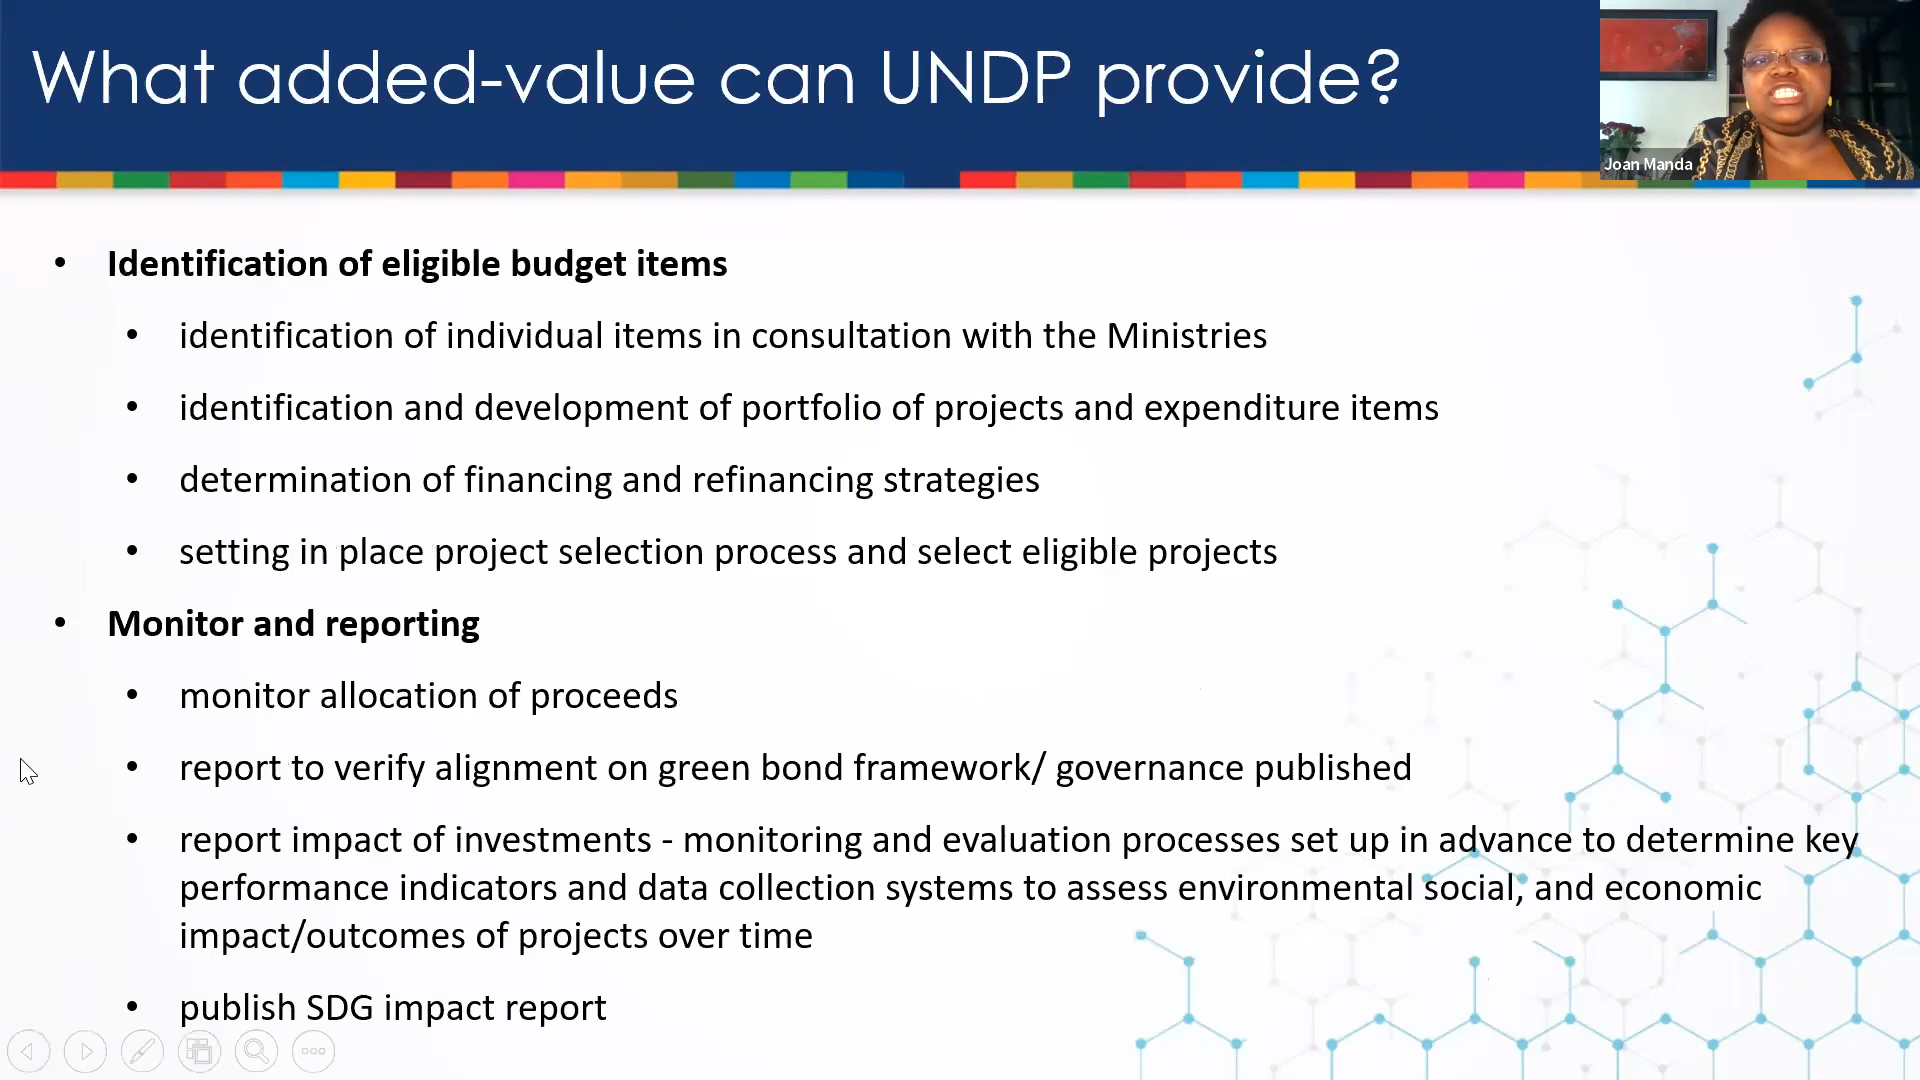 What added-value can UNDP provide?
Joan Manda
• Identification of eligible budget items
• identification of individual items in consultation with the Ministries
• identification and development of portfolio of projects and expenditure items
• determination of financing and refinancing strategies
• setting in place project selection process and select eligible projects
• Monitor and reporting
• monitor allocation of proceeds
• report to verify alignment on green bond framework/ governance published
• report impact of investments - monitoring and evaluation processes set up in advance to determine key
performance indicators and data collection systems to assess environmental social, and economic
impact/outcomes of projects over time
• publish SDG impact report